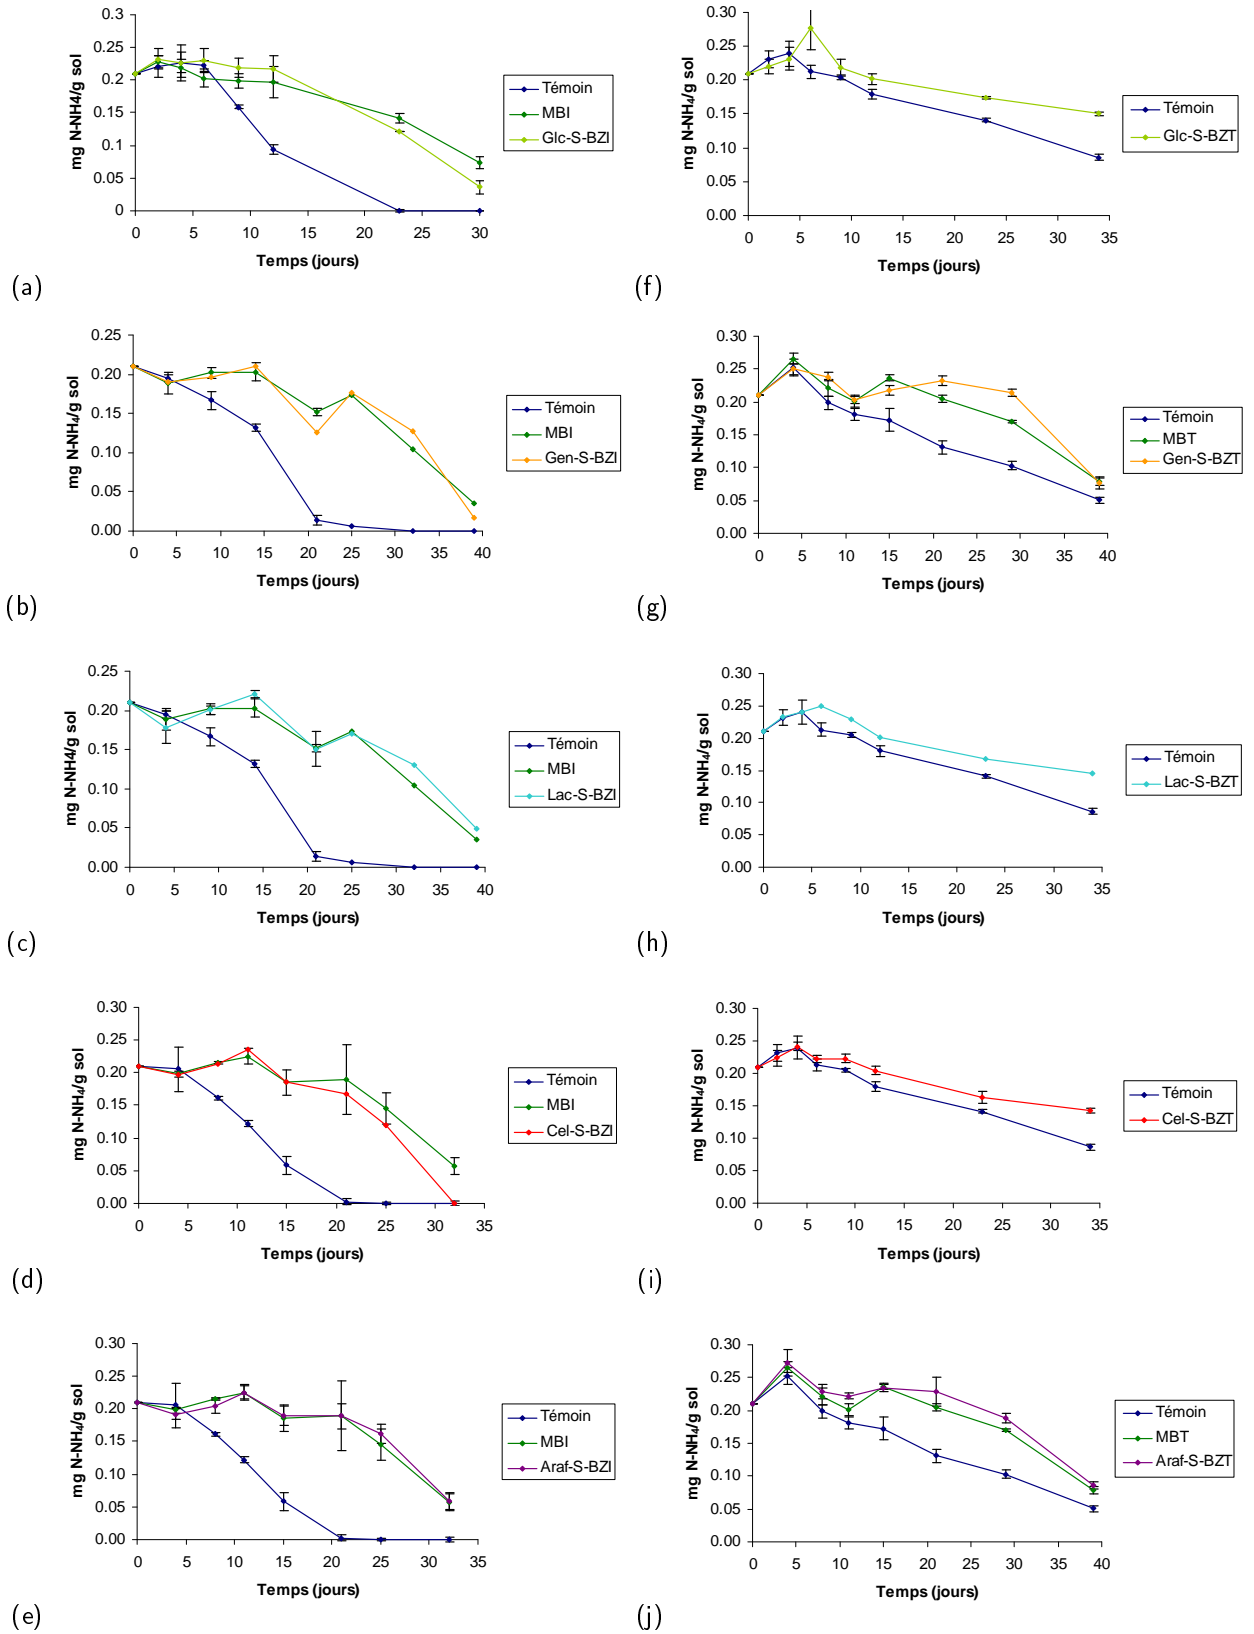 mg N-NH4/g sol
0.3
0.25
0.2
0.15
0.1
0.05
0
0 5 10 15 20 25 30
Temps (jours)
Témoin
MBI
Glc-S-BZI
(a)
mg N-NH₄/g sol
0.30
0.25
0.20
0.15
0.10
0.05
0.00
0 5 10 15 20 25 30 35
Temps (jours)
Témoin
Glc-S-BZT
(f)
mg N-NH₄/g sol
0.25
0.20
0.15
0.10
0.05
0.00
0 5 10 15 20 25 30 35 40
Temps (jours)
Témoin
MBI
Gen-S-BZI
(b)
mg N-NH₄/g sol
0.30
0.25
0.20
0.15
0.10
0.05
0.00
0 5 10 15 20 25 30 35 40
Temps (jours)
Témoin
MBT
Gen-S-BZT
(g)
mg N-NH4/g sol
0.25
0.20
0.15
0.10
0.05
0.00
0 5 10 15 20 25 30 35 40
Temps (jours)
Témoin
MBI
Lac-S-BZI
(c)
mg N-NH₄/g sol
0.30
0.25
0.20
0.15
0.10
0.05
0.00
0 5 10 15 20 25 30 35
Temps (jours)
Témoin
Lac-S-BZT
(h)
mg N-NH₄/g sol
0.30
0.25
0.20
0.15
0.10
0.05
0.00
0 5 10 15 20 25 30 35
Temps (jours)
Témoin
MBI
Cel-S-BZI
(d)
mg N-NH₄/g sol
0.30
0.25
0.20
0.15
0.10
0.05
0.00
0 5 10 15 20 25 30 35
Temps (jours)
Témoin
Cel-S-BZT
(i)
mg N-NH₄/g sol
0.30
0.25
0.20
0.15
0.10
0.05
0.00
0 5 10 15 20 25 30 35
Temps (jours)
Témoin
MBI
Araf-S-BZI
(e)
mg N-NH₄/g sol
0.30
0.25
0.20
0.15
0.10
0.05
0.00
0 5 10 15 20 25 30 35 40
Temps (jours)
Témoin
MBT
Araf-S-BZT
(j)